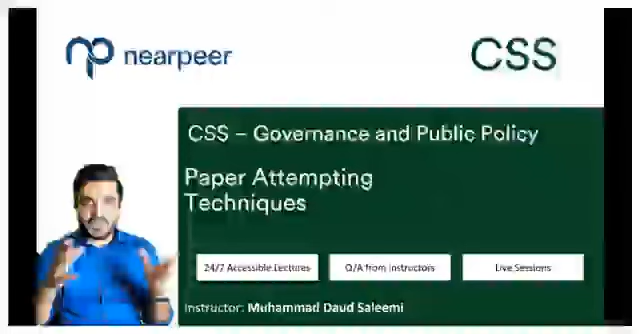 nearpeer
CSS
CSS – Governance and Public Policy
Paper Attempting
Techniques
24/7 Accessible Lectures
Q/A from Instructors
Live Sessions
Instructor: Muhammad Daud Saleemi